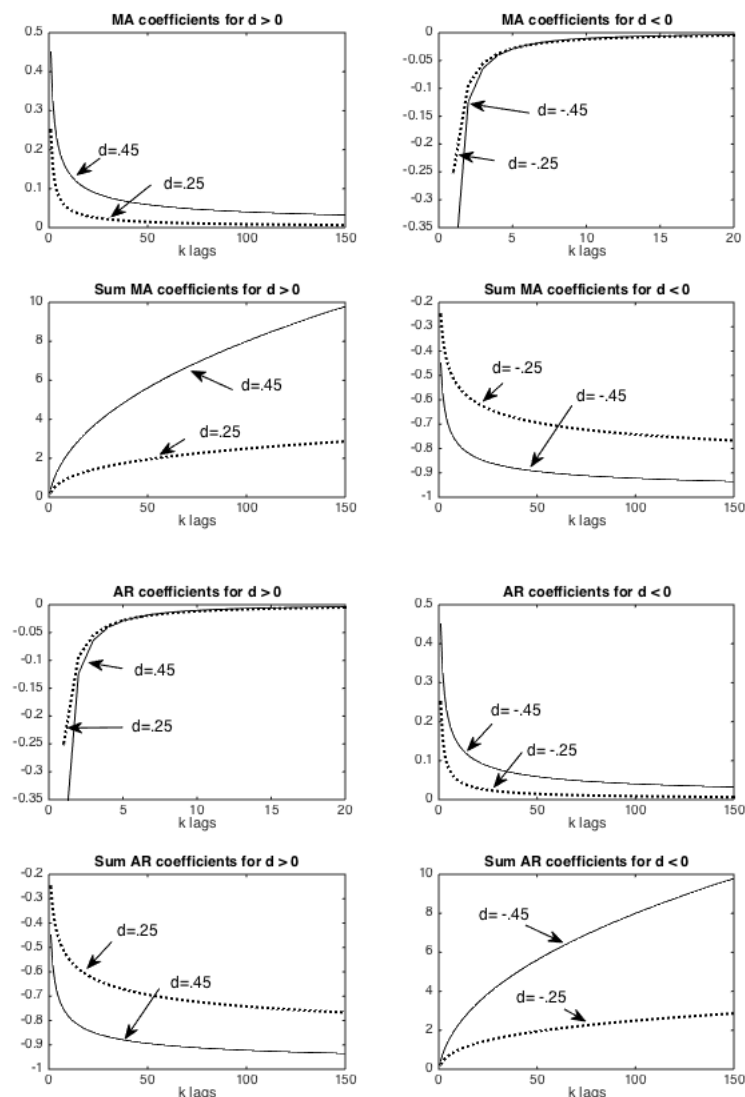 MA coefficients for d > 0
0.5
0.4
0.3
0.2
0.1
0
d=.45
d=.25
0 50 100 150
k lags
MA coefficients for d < 0
0
-0.05
-0.1
-0.15
-0.2
-0.25
-0.3
-0.35
d= -.45
d= -.25
0 5 10 15 20
k lags
Sum MA coefficients for d > 0
10
8
6
4
2
0
d=.45
d=.25
0 50 100 150
k lags
Sum MA coefficients for d < 0
-0.2
-0.3
-0.4
-0.5
-0.6
-0.7
-0.8
-0.9
-1
d= -.25
d= -.45
0 50 100 150
k lags
AR coefficients for d > 0
0
-0.05
-0.1
-0.15
-0.2
-0.25
-0.3
-0.35
d=.45
d=.25
0 5 10 15 20
k lags
AR coefficients for d < 0
0.5
0.4
0.3
0.2
0.1
0
d= -.45
d= -.25
0 50 100 150
k lags
Sum AR coefficients for d > 0
-0.2
-0.3
-0.4
-0.5
-0.6
-0.7
-0.8
-0.9
-1
d=.25
d=.45
0 50 100 150
k lags
Sum AR coefficients for d < 0
10
8
6
4
2
0
d= -.45
d= -.25
0 50 100 150
k lags